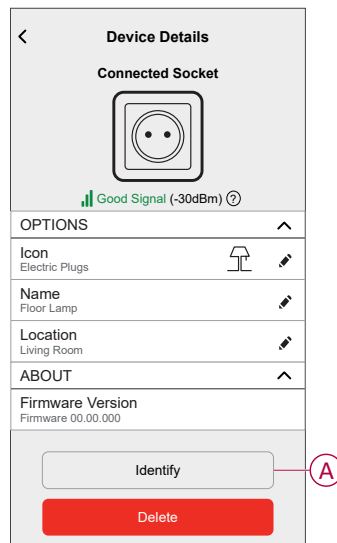 Device Details
Connected Socket
Good Signal (-30dBm) ?
OPTIONS
Icon
Electric Plugs
Name
Floor Lamp
Location
Living Room
ABOUT
Firmware Version
Firmware 00.00.000
Identify
A
Delete